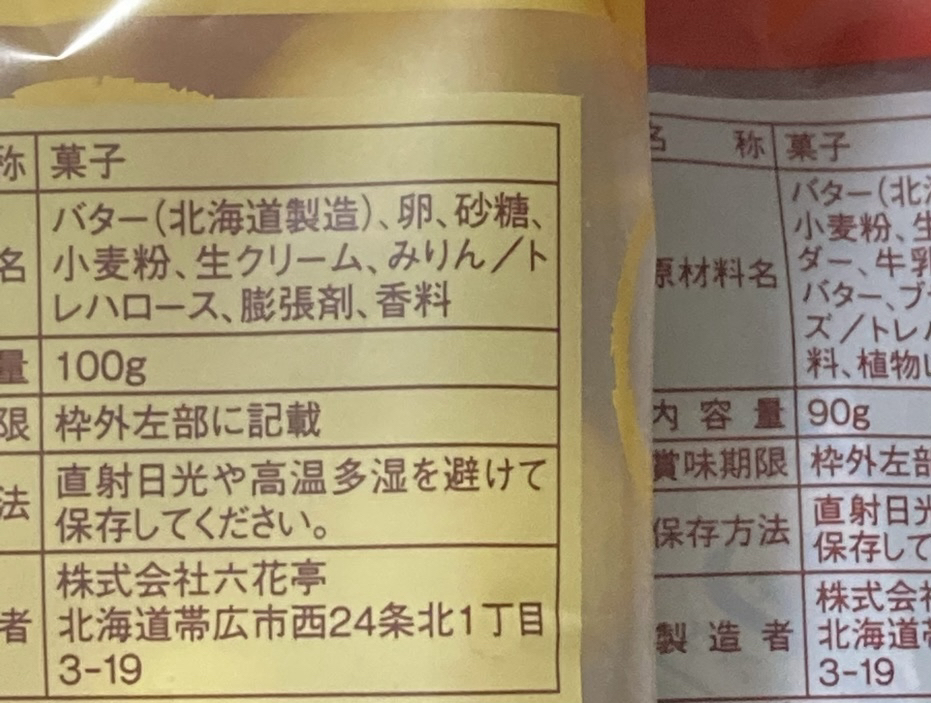 称 菓子
名 バター(北海道製造)、卵、砂糖、
小麦粉、生クリーム、みりん/ト
レハロース、膨張剤、香料
量 100g
限 枠外左部に記載
法 直射日光や高温多湿を避けて
保存してください。
者 株式会社六花亭
北海道帯広市西24条北1丁目
3-19
名称 菓子
原材料名 バター(北海
小麦粉、生
ダー、牛乳
バター、ブ
ズ/トレハ
料、植物レ
内容量 90g
賞味期限 枠外左部
保存方法 直射日光
保存して
製造者 株式会社
北海道帯
3-19